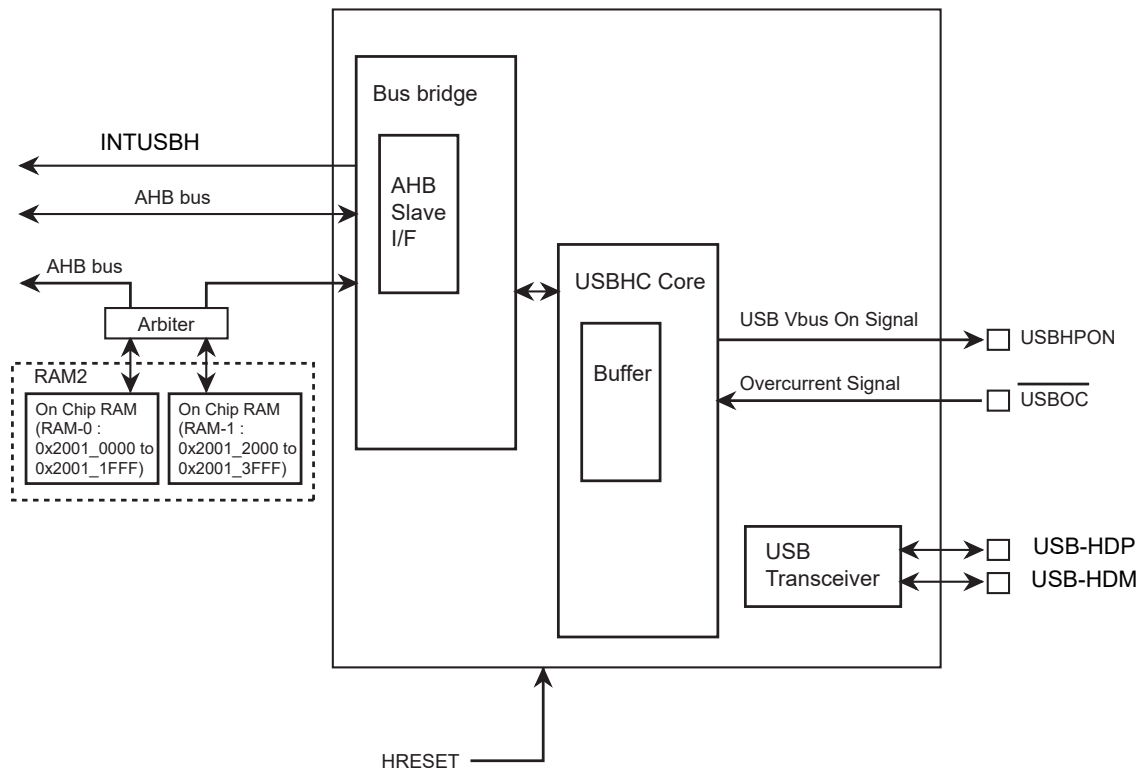 Bus bridge
INTUSBH
AHB bus
AHB
Slave
I/F
AHB bus
Arbiter
RAM2
On Chip RAM
(RAM-0 :
0x2001_0000 to
0x2001_1FFF)
On Chip RAM
(RAM-1 :
0x2001_2000 to
0x2001_3FFF)
USBHC Core
Buffer
USB Vbus On Signal
USBHPON
Overcurrent Signal
USBOC
USB
Transceiver
USB-HDP
USB-HDM
HRESET